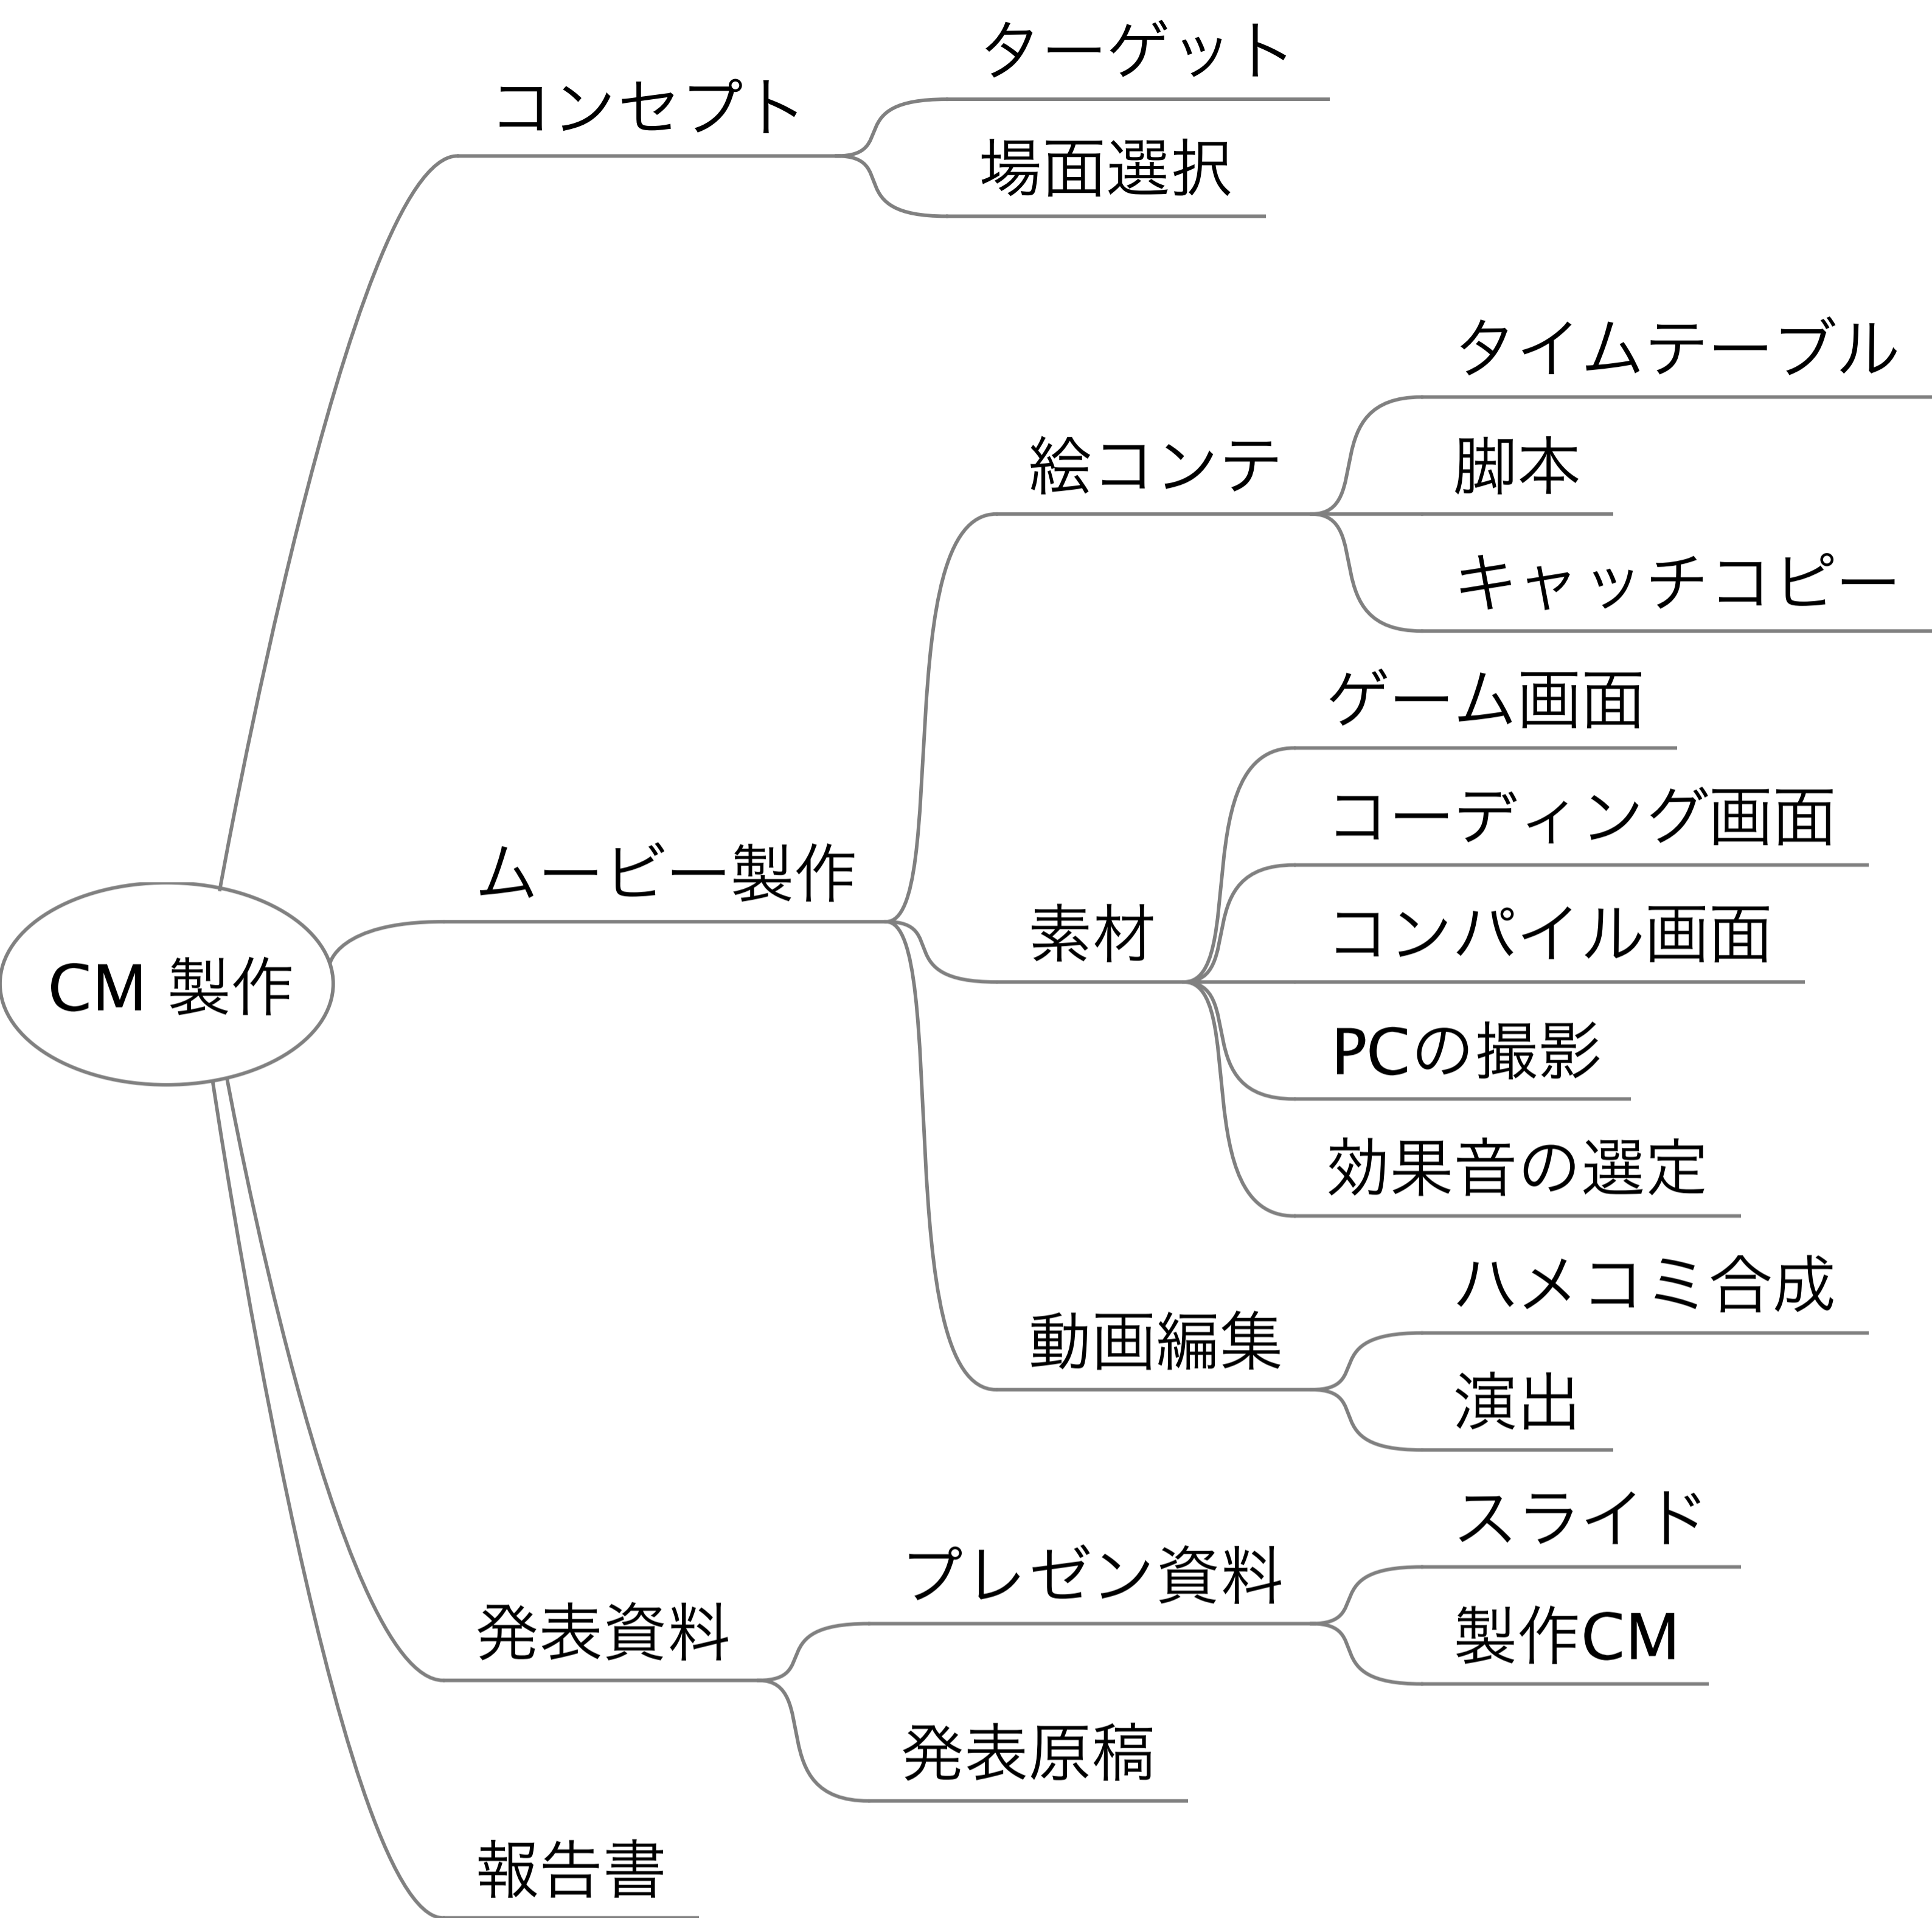 CM 製作
コンセプト
ターゲット
場面選択
ムービー製作
絵コンテ
タイムテーブル
脚本
キャッチコピー
素材
ゲーム画面
コーディング画面
コンパイル画面
PCの撮影
効果音の選定
動画編集
ハメコミ合成
演出
発表資料
プレゼン資料
スライド
製作CM
発表原稿
報告書